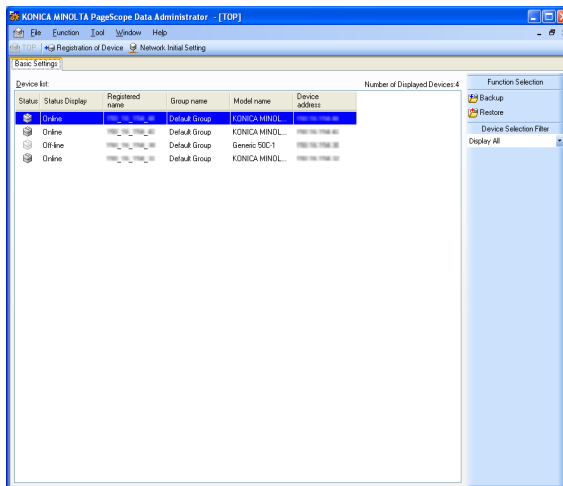 KONICA MINOLTA PageScope Data Administrator - [TOP]
File Function Tool Window Help
TOP Registration of Device Network Initial Setting
Basic Settings
Device list: Number of Displayed Devices:4
Status Status Display Registered name Group name Model name Device address
Online Default Group KONICA MINOL...
Online Default Group KONICA MINOL...
Off-line Default Group Generic 50C-1
Online Default Group KONICA MINOL...
Function Selection
Backup
Restore
Device Selection Filter
Display All